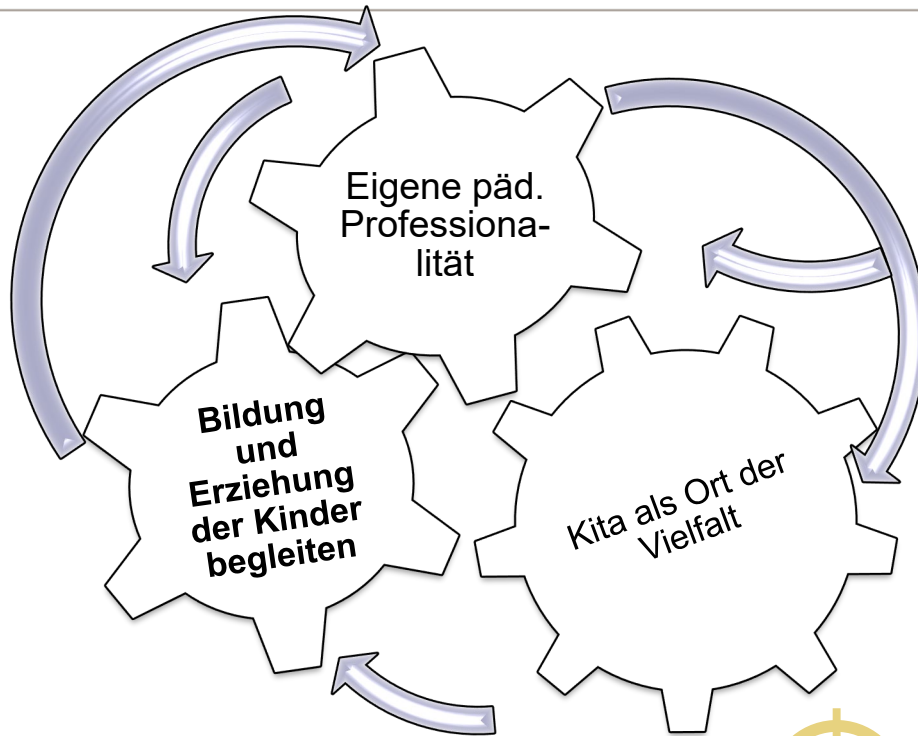 Eigene päd.
Professiona-
lität
Bildung
und
Erziehung
der Kinder
begleiten
Kita als Ort der
Vielfalt